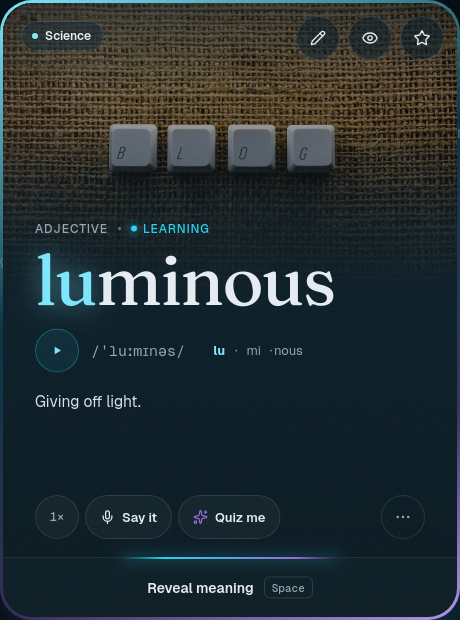 Science
B L O G
ADJECTIVE • LEARNING
luminous
/ˈluːmɪnəs/ lu · mi · nous
Giving off light.
1× Say it Quiz me ...
Reveal meaning Space